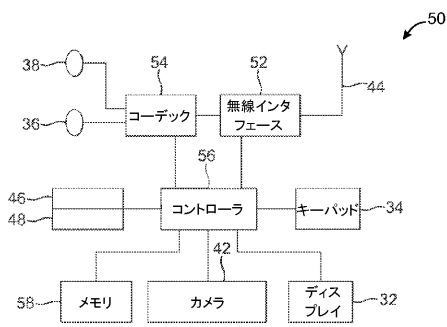 50
38
54
52
コーデック
無線インタ
フェース
44
36
56
46
48
コントローラ
キーパッド
34
42
58
メモリ
カメラ
ディス
プレイ
32